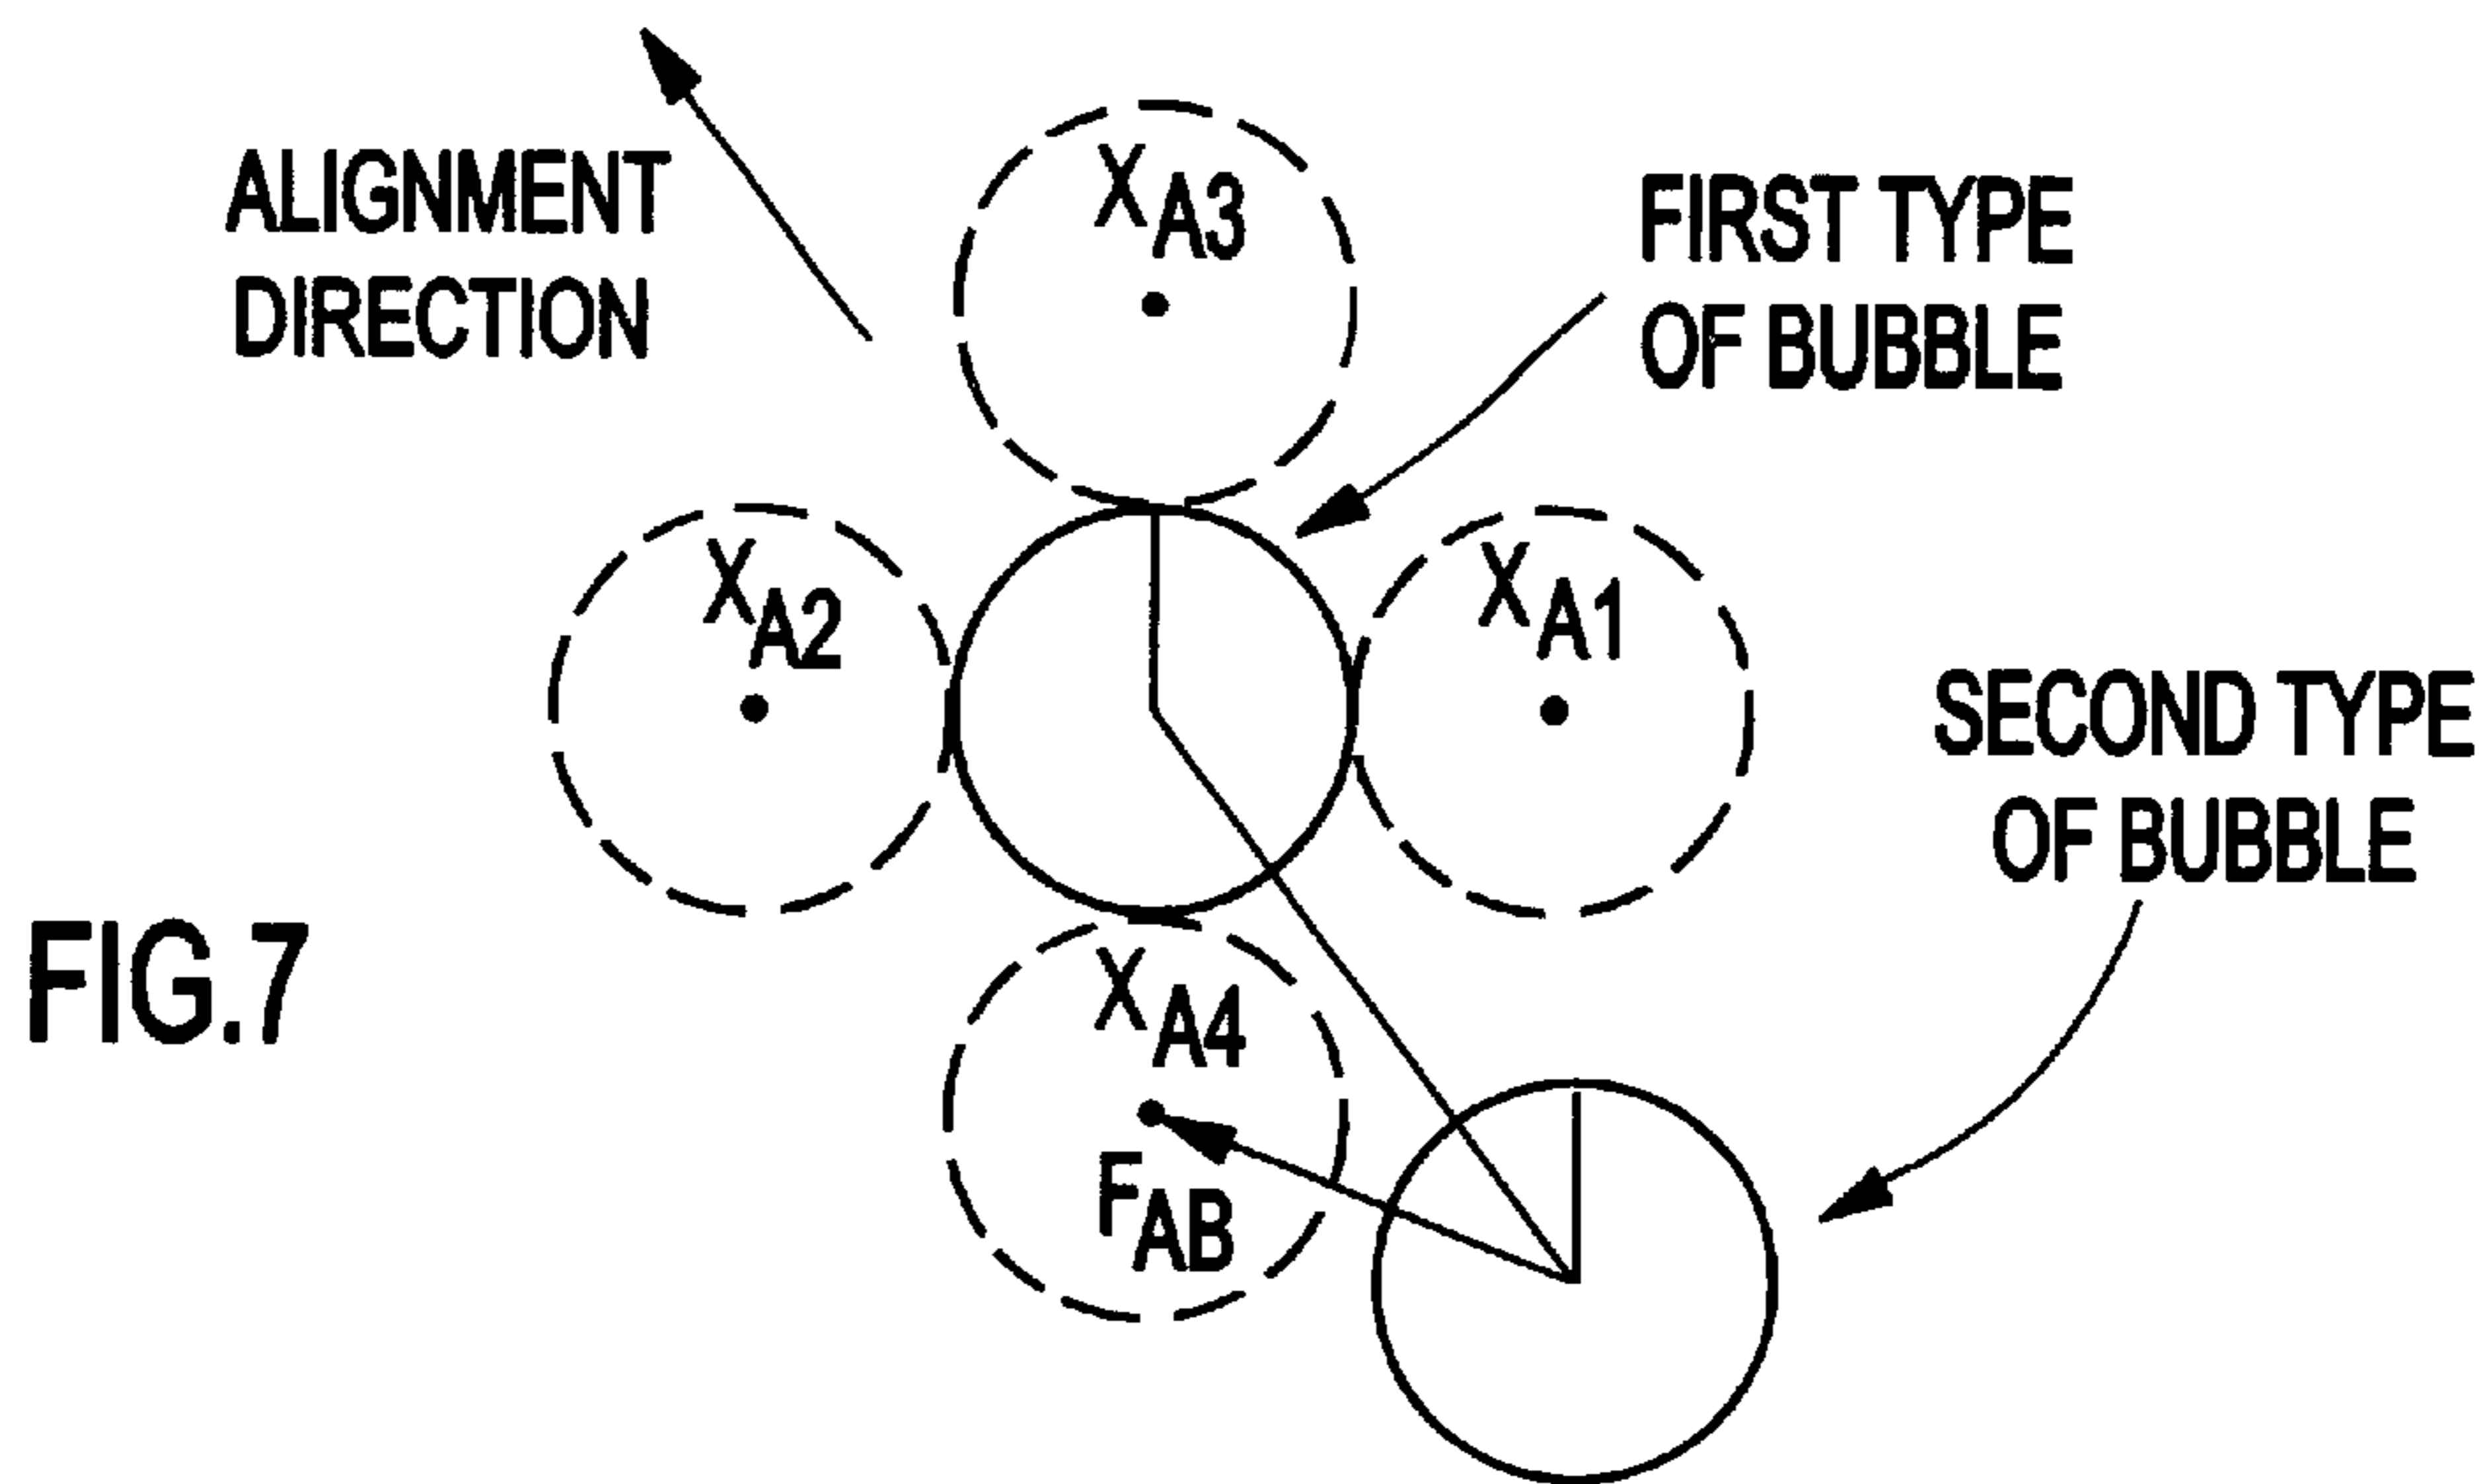 ALIGNMENT
DIRECTION
XA3
FIRST TYPE
OF BUBBLE
XA2
XA1
SECOND TYPE
OF BUBBLE
FIG.7
XA4
FAB